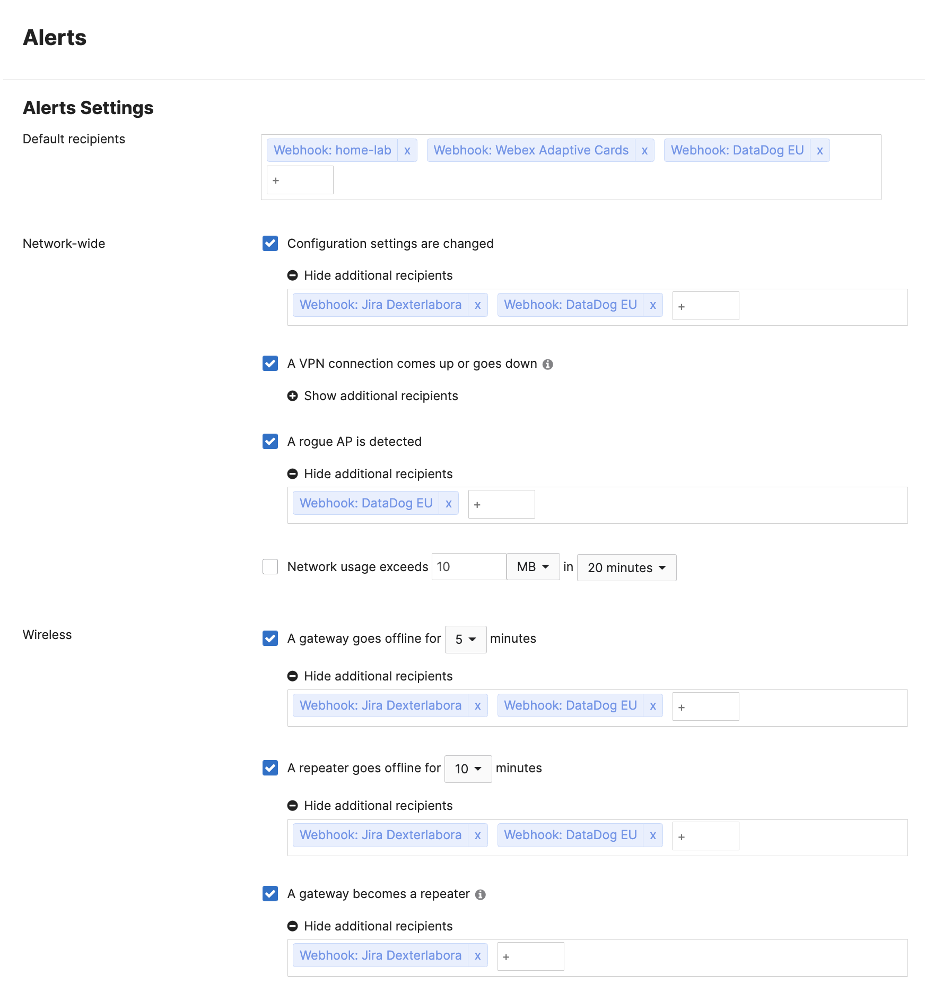 Alerts
Alerts Settings
Default recipients
Webhook: home-lab x Webhook: Webex Adaptive Cards x Webhook: DataDog EU x
+
Network-wide
Configuration settings are changed
Hide additional recipients
Webhook: Jira Dexterlabora x Webhook: DataDog EU x +
A VPN connection comes up or goes down
Show additional recipients
A rogue AP is detected
Hide additional recipients
Webhook: DataDog EU x +
Network usage exceeds 10 MB in 20 minutes
Wireless
A gateway goes offline for 5 minutes
Hide additional recipients
Webhook: Jira Dexterlabora x Webhook: DataDog EU x +
A repeater goes offline for 10 minutes
Hide additional recipients
Webhook: Jira Dexterlabora x Webhook: DataDog EU x +
A gateway becomes a repeater
Hide additional recipients
Webhook: Jira Dexterlabora x +